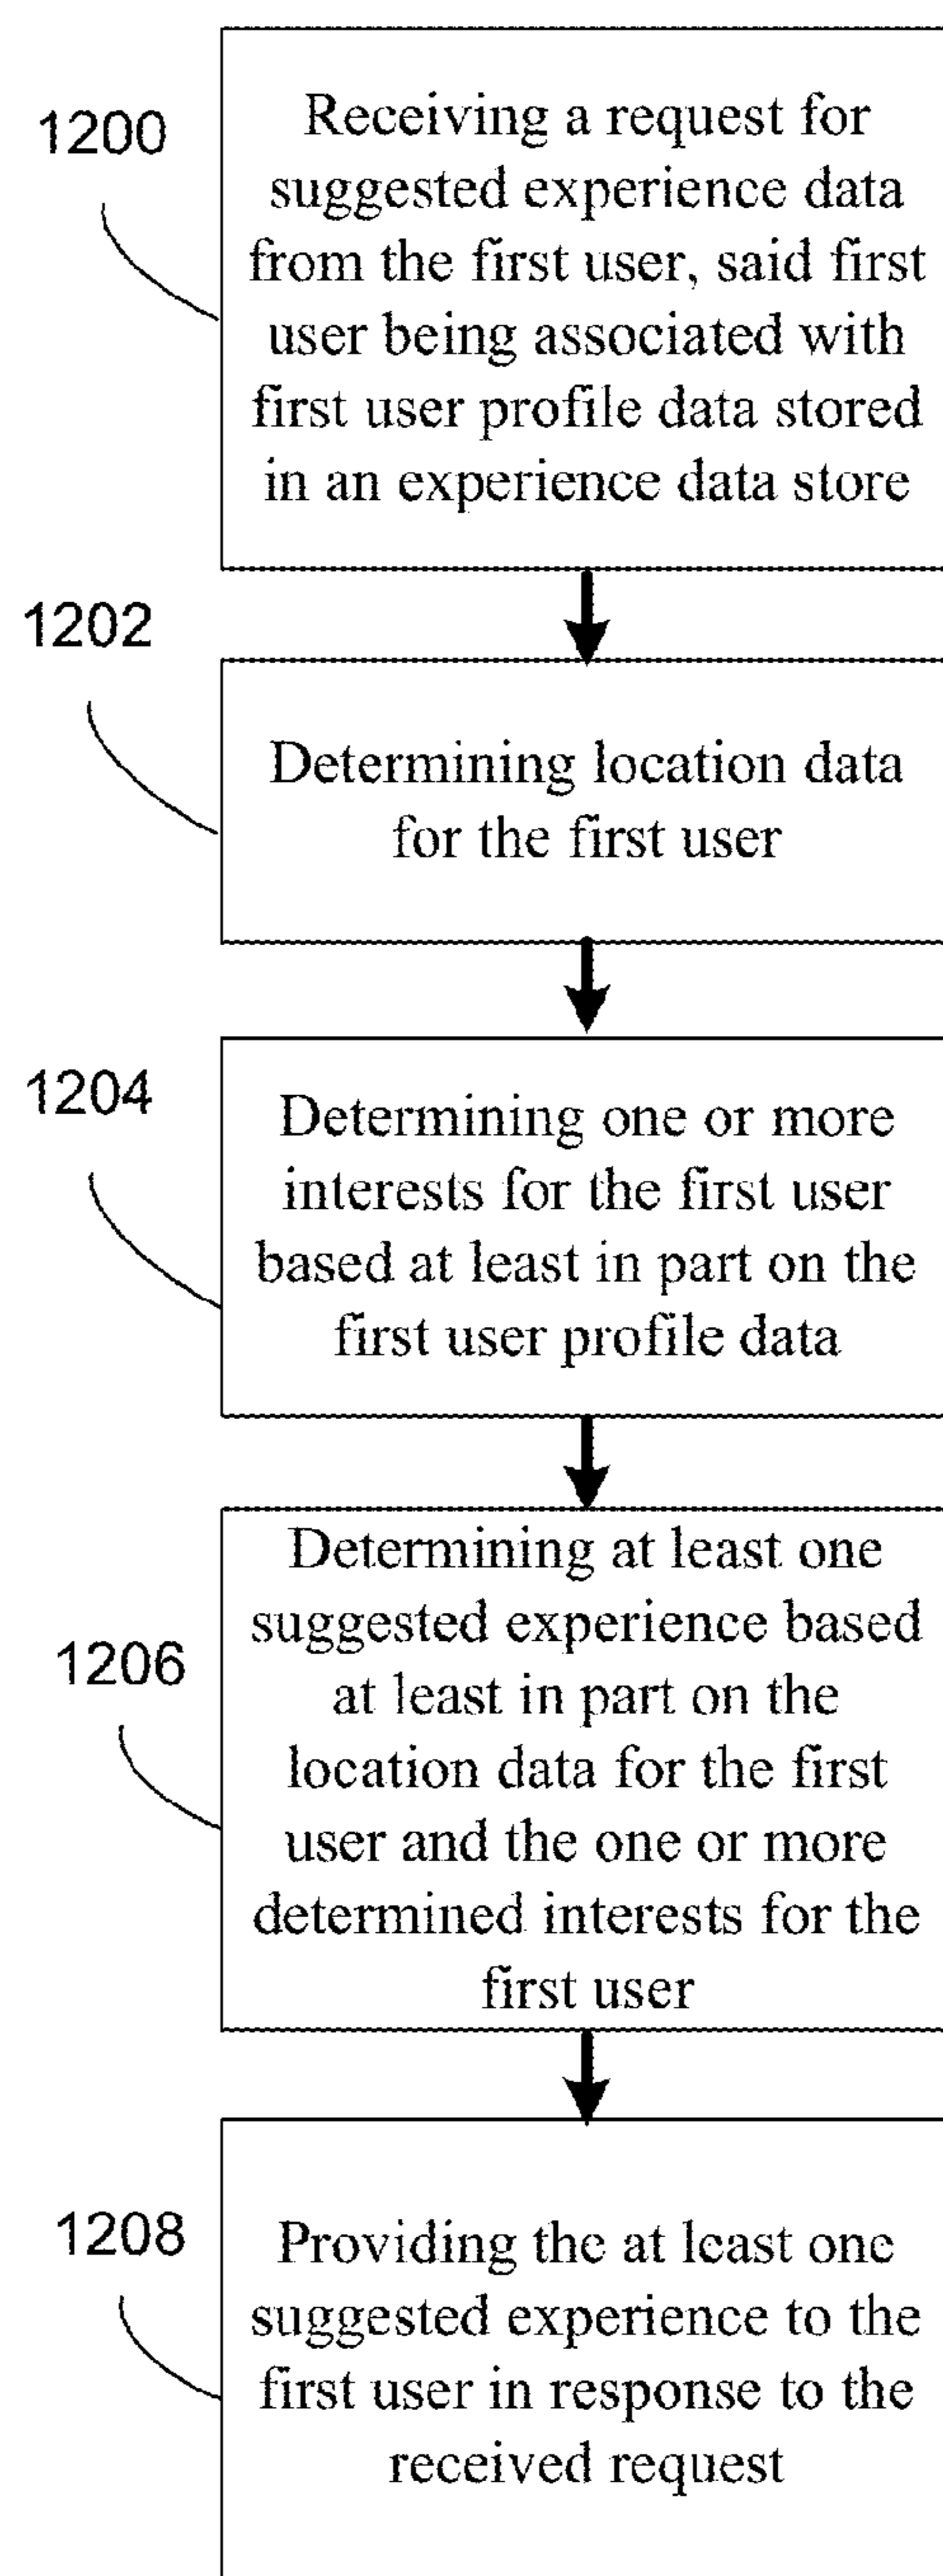 1200
Receiving a request for
suggested experience data
from the first user, said first
user being associated with
first user profile data stored
in an experience data store
1202
Determining location data
for the first user
1204
Determining one or more
interests for the first user
based at least in part on the
first user profile data
1206
Determining at least one
suggested experience based
at least in part on the
location data for the first
user and the one or more
determined interests for the
first user
1208
Providing the at least one
suggested experience to the
first user in response to the
received request